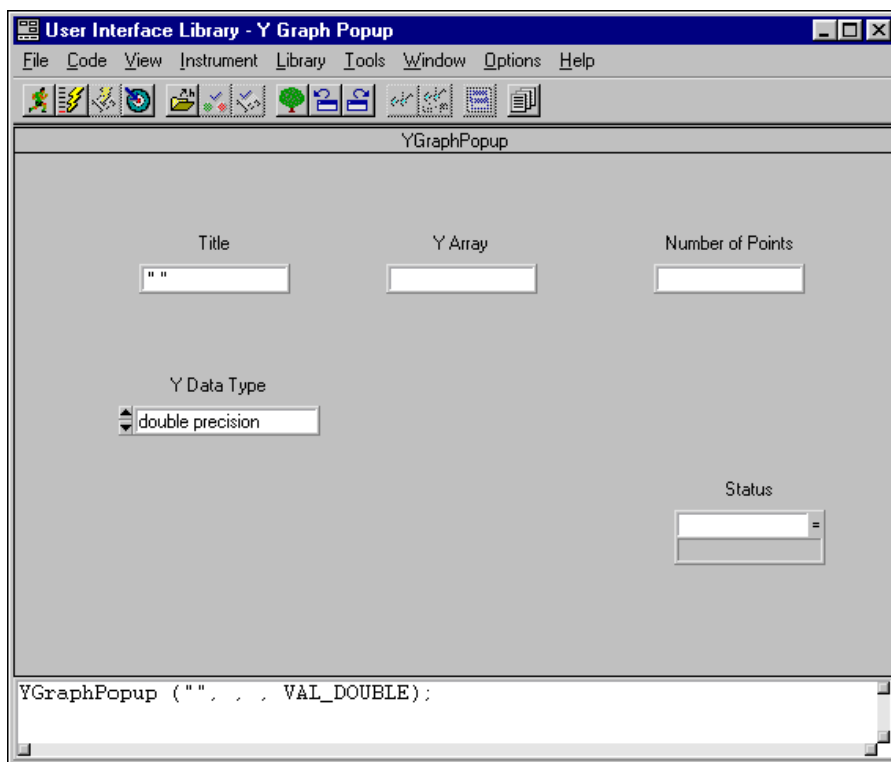 User Interface Library - Y Graph Popup
File Code View Instrument Library Tools Window Options Help
YGraphPopup
Title Y Array Number of Points
" "
Y Data Type
double precision
Status
=
YGraphPopup ("", , , VAL_DOUBLE);